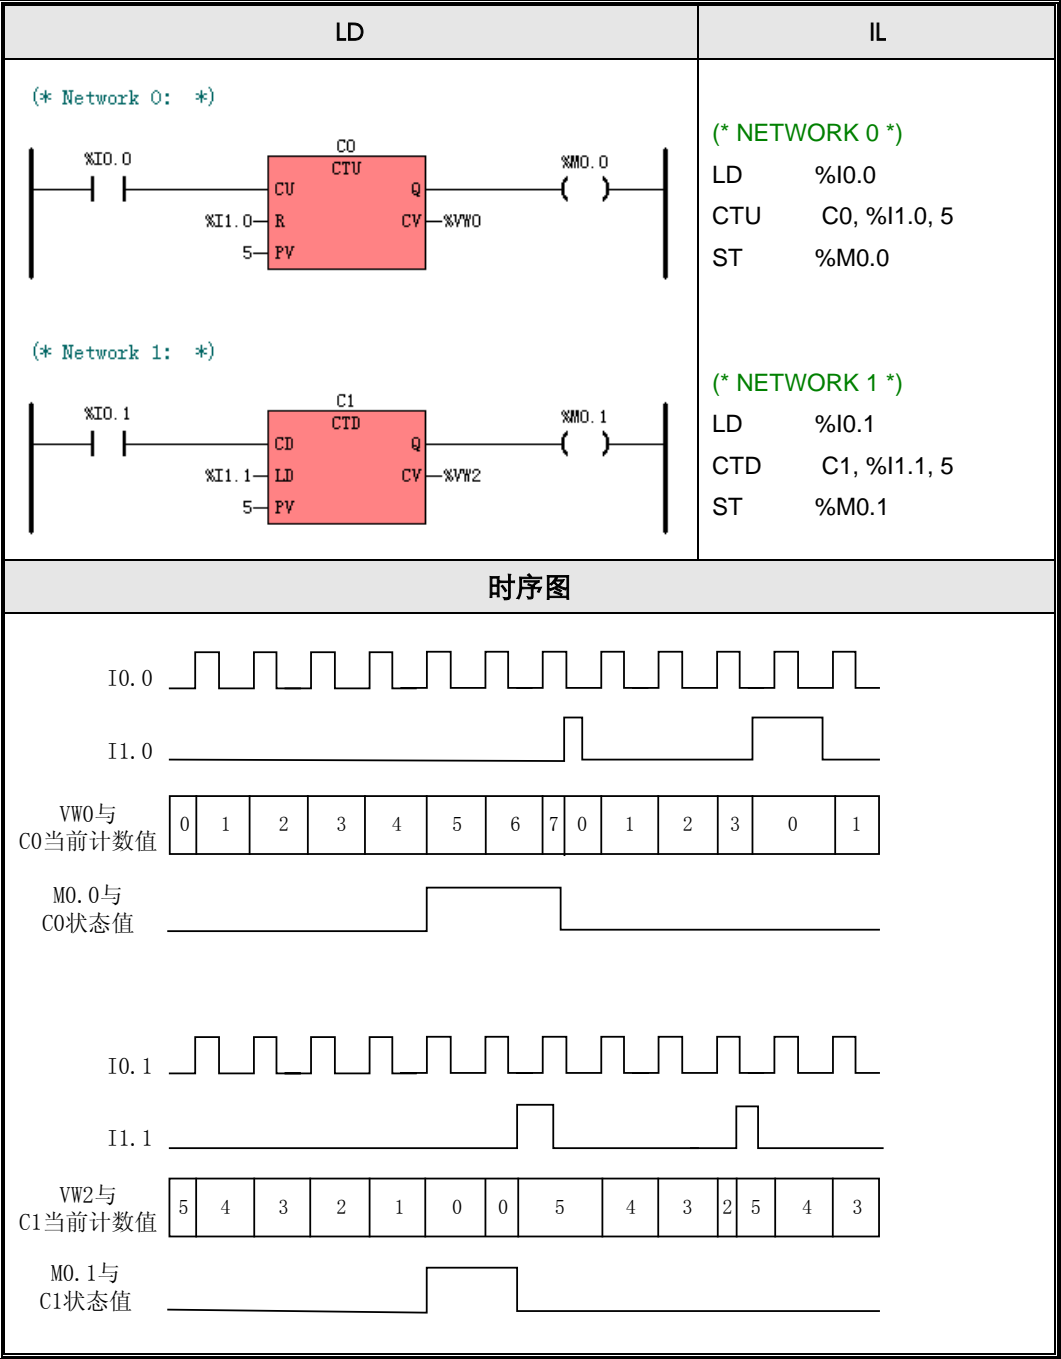 LD
IL
(* Network 0:  *)
%I0.0
C0
CTU
%M0.0
CU
Q
%I1.0
R
CV
%VW0
5
PV
(* NETWORK 0 *)
LD %I0.0
CTU C0, %I1.0, 5
ST %M0.0
(* Network 1:  *)
%I0.1
C1
CTD
%M0.1
CD
Q
%I1.1
LD
CV
%VW2
5
PV
(* NETWORK 1 *)
LD %I0.1
CTD C1, %I1.1, 5
ST %M0.1
时序图
I0.0
I1.0
VW0与
C0当前计数值
0 1 2 3 4 5 6 7 0 1 2 3 0 1
M0.0与
C0状态值
I0.1
I1.1
VW2与
C1当前计数值
5 4 3 2 1 0 0 5 4 3 2 5 4 3
M0.1与
C1状态值